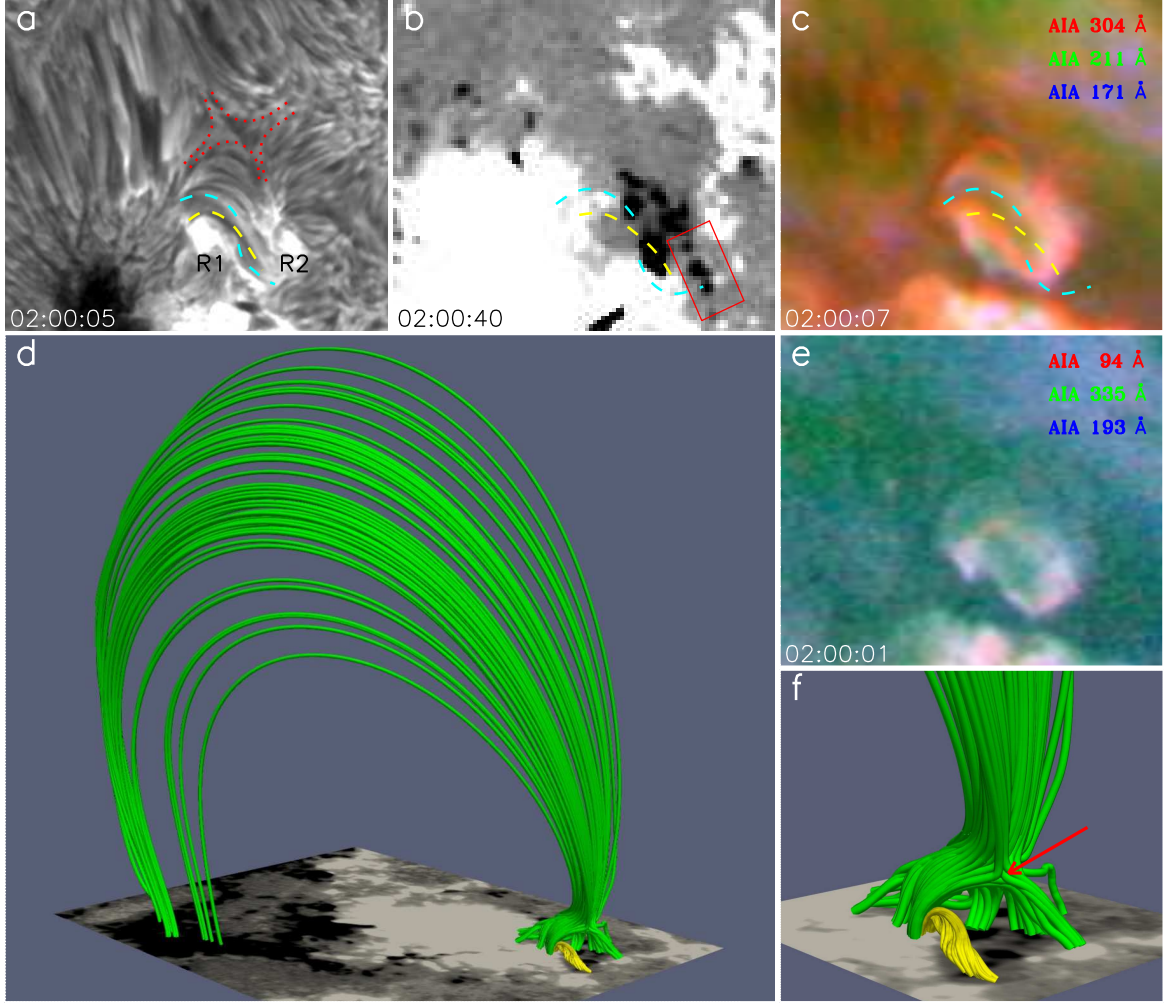 a
R1
R2
02:00:05
b
02:00:40
c
AIA 304 Å
AIA 211 Å
AIA 171 Å
02:00:07
d
e
AIA 94 Å
AIA 335 Å
AIA 193 Å
02:00:01
f